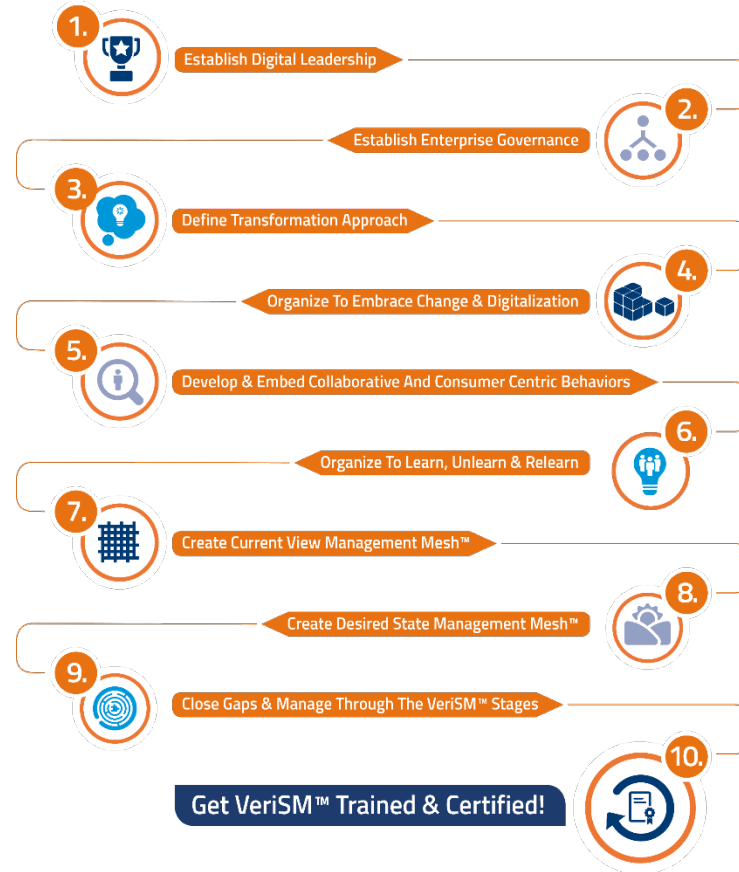 1.
Establish Digital Leadership
2.
Establish Enterprise Governance
3.
Define Transformation Approach
4.
Organize To Embrace Change & Digitalization
5.
Develop & Embed Collaborative And Consumer Centric Behaviors
6.
Organize To Learn, Unlearn & Relearn
7.
Create Current View Management Mesh™
8.
Create Desired State Management Mesh™
9.
Close Gaps & Manage Through The VeriSM™ Stages
10.
Get VeriSM™ Trained & Certified!